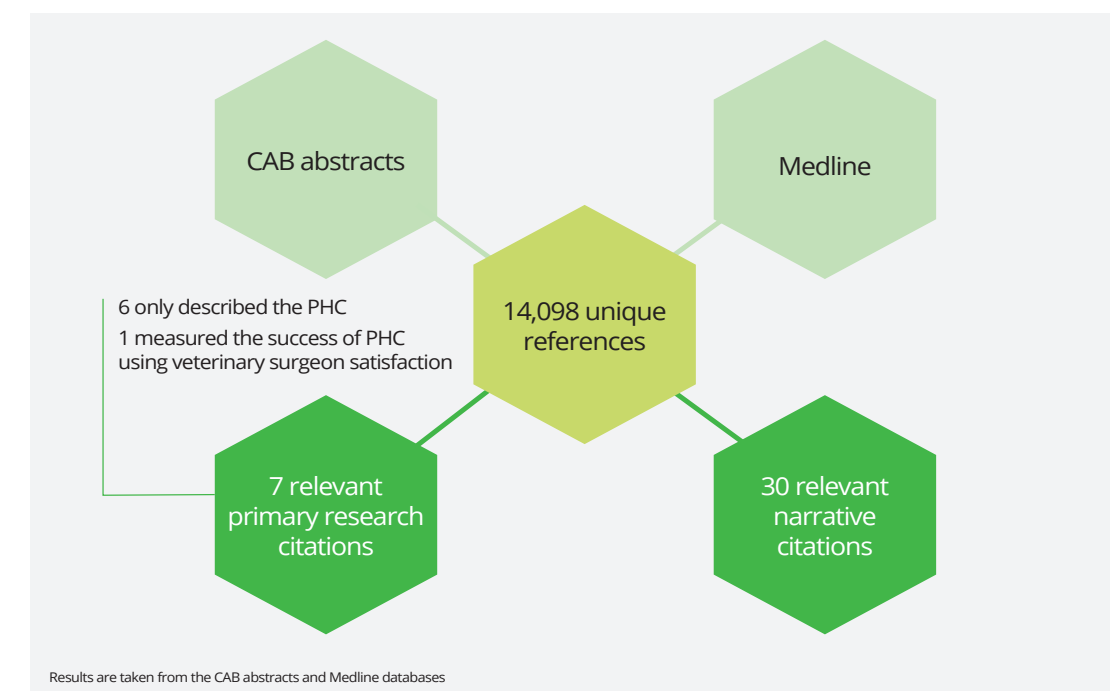 CAB abstracts
Medline
14,098 unique
references
6 only described the PHC
1 measured the success of PHC
using veterinary surgeon satisfaction
7 relevant
primary research
citations
30 relevant
narrative
citations
Results are taken from the CAB abstracts and Medline databases